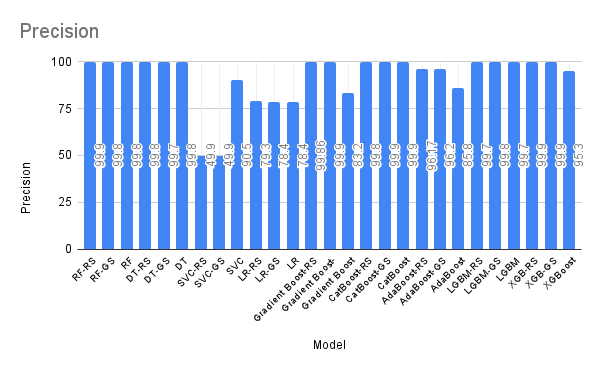 Precision
100
75
50
25
0
Precision
99.9
99.8
99.8
99.8
99.7
99.8
49.9
49.9
90.5
79.3
78.4
78.4
99.86
99.9
83.2
99.8
99.9
99.9
96.17
96.2
85.8
99.7
99.8
99.7
99.9
99.9
95.3
RF-RS
RF-GS
RF
DT-RS
DT-GS
DT
SVC-RS
SVC-GS
SVC
LR-RS
LR-GS
LR
Gradient Boost-RS
Gradient Boost-
Gradient Boost
CatBoost-RS
CatBoost-GS
CatBoost
AdaBoost-RS
AdaBoost-GS
AdaBoost
LGBM-RS
LGBM-GS
LGBM
XGB-RS
XGB-GS
XGBoost
Model